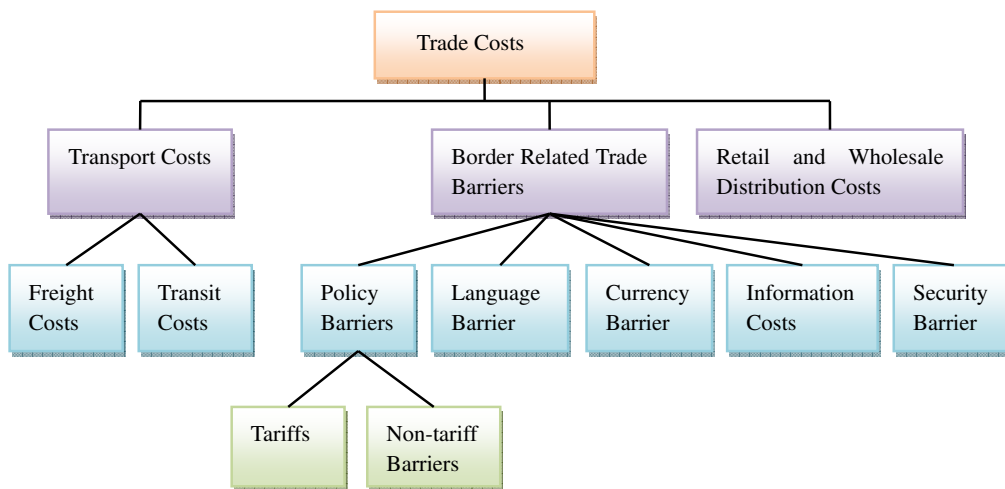 Trade Costs
Transport Costs
Border Related Trade
Barriers
Retail and Wholesale
Distribution Costs
Freight
Costs
Transit
Costs
Policy
Barriers
Language
Barrier
Currency
Barrier
Information
Costs
Security
Barrier
Tariffs
Non-tariff
Barriers